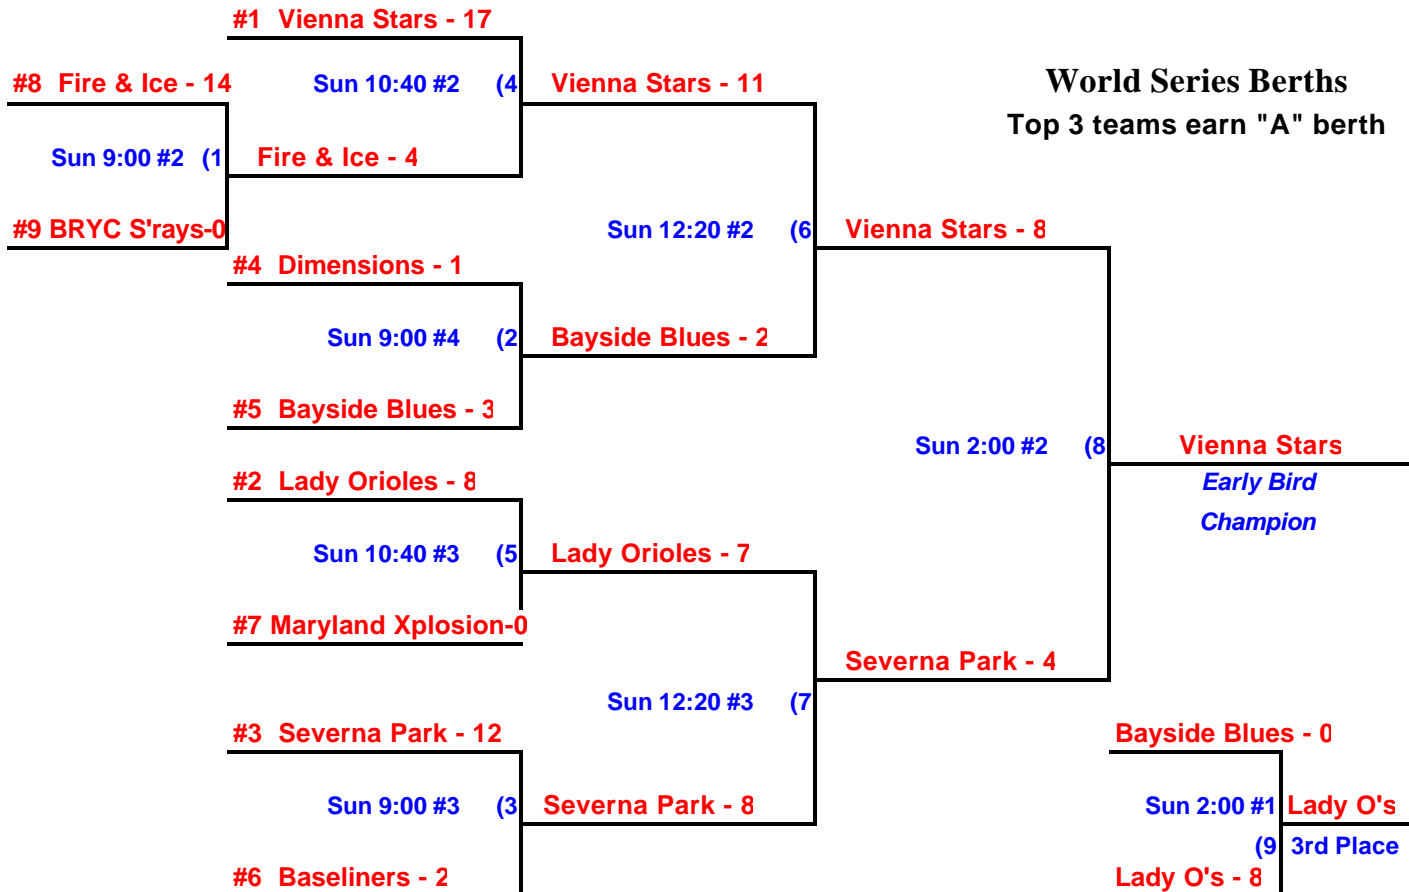 #1 Vienna Stars - 17
#8 Fire & Ice - 14
Sun 10:40 #2 (4
Vienna Stars - 11
World Series Berths
Top 3 teams earn "A" berth
Sun 9:00 #2 (1
Fire & Ice - 4
#9 BRYC S'rays-0
Sun 12:20 #2 (6
Vienna Stars - 8
#4 Dimensions - 1
Sun 9:00 #4 (2
Bayside Blues - 2
#5 Bayside Blues - 3
Sun 2:00 #2 (8
Vienna Stars
Early Bird
Champion
#2 Lady Orioles - 8
Sun 10:40 #3 (5
Lady Orioles - 7
#7 Maryland Xplosion-0
Severna Park - 4
Sun 12:20 #3 (7
#3 Severna Park - 12
Bayside Blues - 0
Sun 9:00 #3 (3
Severna Park - 8
Sun 2:00 #1
Lady O's
(9
3rd Place
#6 Baseliners - 2
Lady O's - 8